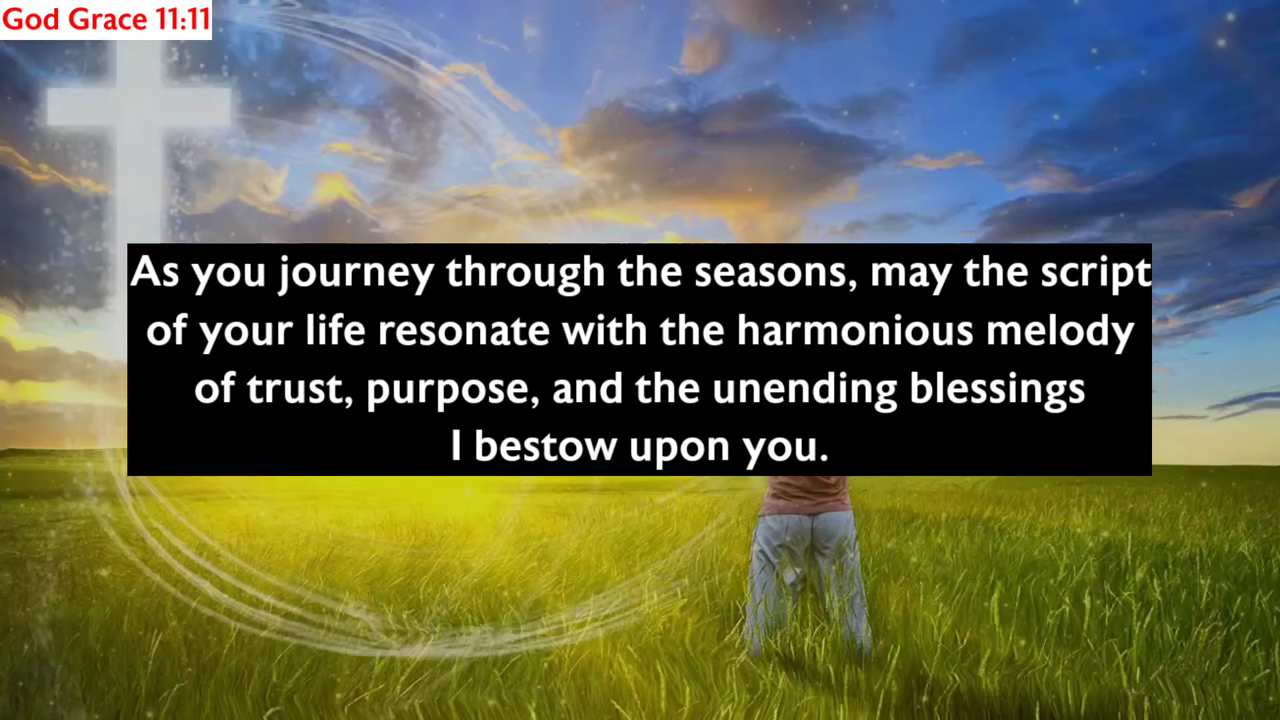 God Grace 11:11
As you journey through the seasons, may the script
of your life resonate with the harmonious melody
of trust, purpose, and the unending blessings
I bestow upon you.